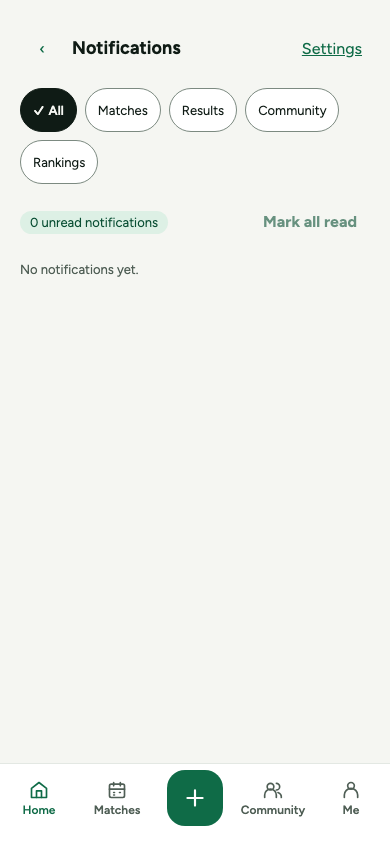 ‹ Notifications Settings
✓ All Matches Results Community
Rankings
0 unread notifications Mark all read
No notifications yet.
Home Matches + Community Me